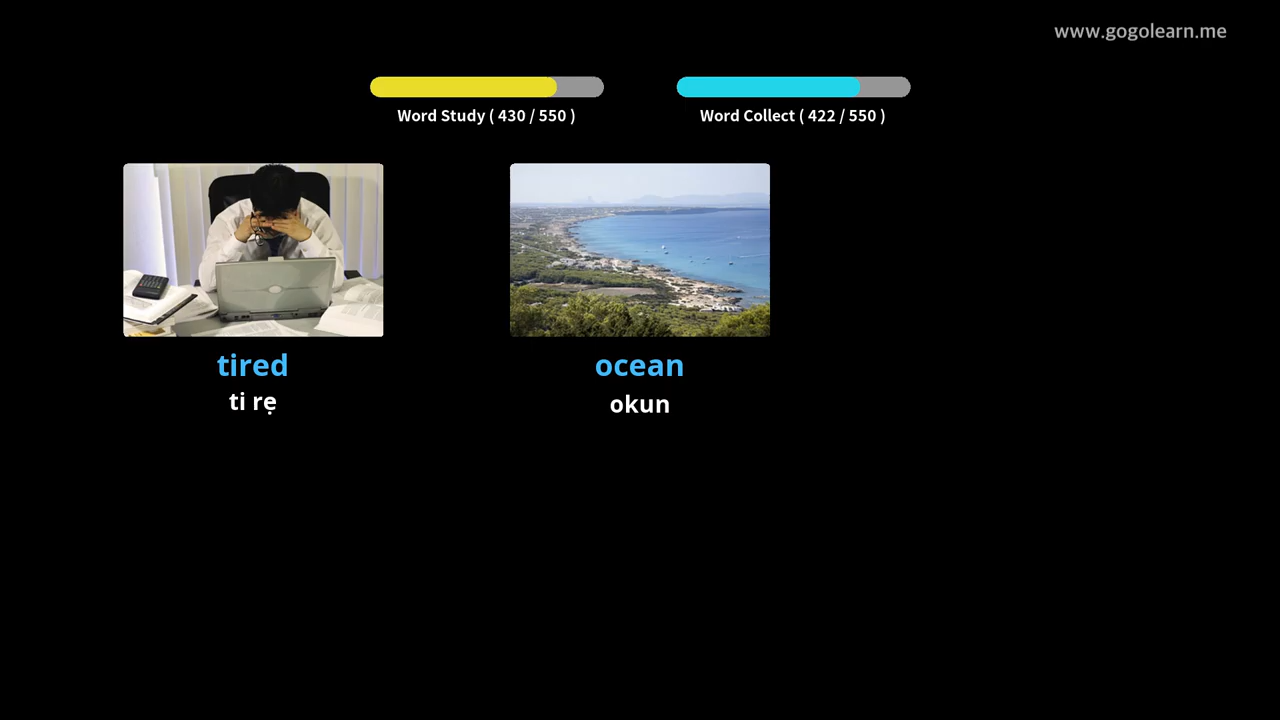 www.gogolearn.me
Word Study ( 430 / 550 )
Word Collect ( 422 / 550 )
tired
ti rẹ
ocean
okun